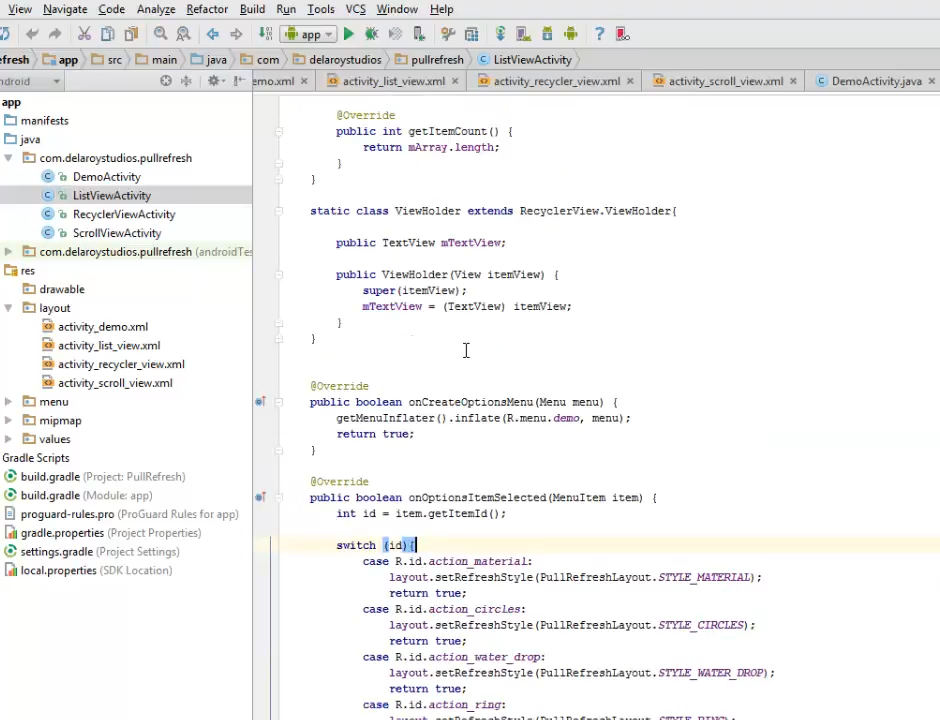 View Navigate Code Analyze Refactor Build Run Tools VCS Window Help
app
refresh app src main java com delaroystudios pullrefresh ListViewActivity
ndroid emo.xml activity_list_view.xml activity_recycler_view.xml activity_scroll_view.xml DemoActivity.java
app
manifests
java
com.delaroystudios.pullrefresh
DemoActivity
ListViewActivity
RecyclerViewActivity
ScrollViewActivity
com.delaroystudios.pullrefresh (androidTes
res
drawable
layout
activity_demo.xml
activity_list_view.xml
activity_recycler_view.xml
activity_scroll_view.xml
menu
mipmap
values
Gradle Scripts
build.gradle (Project: PullRefresh)
build.gradle (Module: app)
proguard-rules.pro (ProGuard Rules for app)
gradle.properties (Project Properties)
settings.gradle (Project Settings)
local.properties (SDK Location)
@Override
public int getItemCount() {
return mArray.length;
}
}
static class ViewHolder extends RecyclerView.ViewHolder{
public TextView mTextView;
public ViewHolder(View itemView) {
super(itemView);
mTextView = (TextView) itemView;
}
}
@Override
public boolean onCreateOptionsMenu(Menu menu) {
getMenuInflater().inflate(R.menu.demo, menu);
return true;
}
@Override
public boolean onOptionsItemSelected(MenuItem item) {
int id = item.getItemId();
switch (id){
case R.id.action_material:
layout.setRefreshStyle(PullRefreshLayout.STYLE_MATERIAL);
return true;
case R.id.action_circles:
layout.setRefreshStyle(PullRefreshLayout.STYLE_CIRCLES);
return true;
case R.id.action_water_drop:
layout.setRefreshStyle(PullRefreshLayout.STYLE_WATER_DROP);
return true;
case R.id.action_ring:
layout.setRefreshStyle(PullRefreshLayout.STYLE_RING);